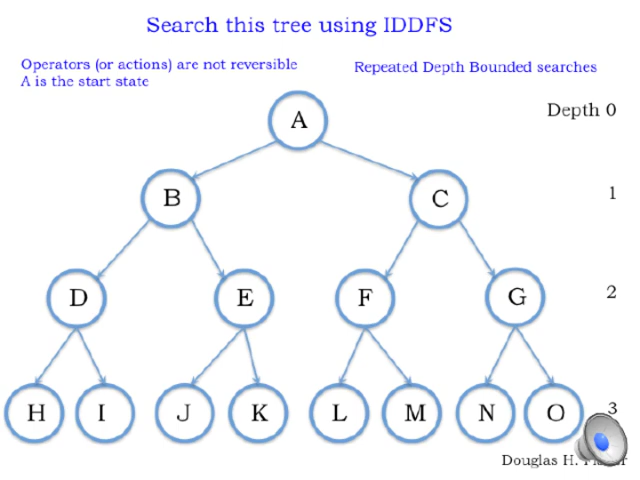 Search this tree using IDDFS
Operators (or actions) are not reversible
A is the start state
Repeated Depth Bounded searches
Depth 0
A
1
B
C
2
D
E
F
G
3
H
I
J
K
L
M
N
O
Douglas H.